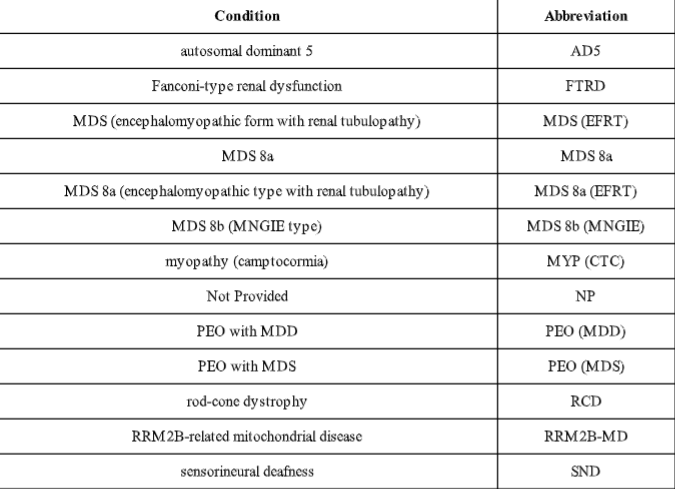 Condition Abbreviation
autosomal dominant 5 AD5
Fanconi-type renal dysfunction FTRD
MDS (encephalomyopathic form with renal tubulopathy) MDS (EFRT)
MDS 8a MDS 8a
MDS 8a (encephalomyopathic type with renal tubulopathy) MDS 8a (EFRT)
MDS 8b (MNGIE type) MDS 8b (MNGIE)
myopathy (camptocormia) MYP (CTC)
Not Provided NP
PEO with MDD PEO (MDD)
PEO with MDS PEO (MDS)
rod-cone dystrophy RCD
RRM2B-related mitochondrial disease RRM2B-MD
sensorineural deafness SND